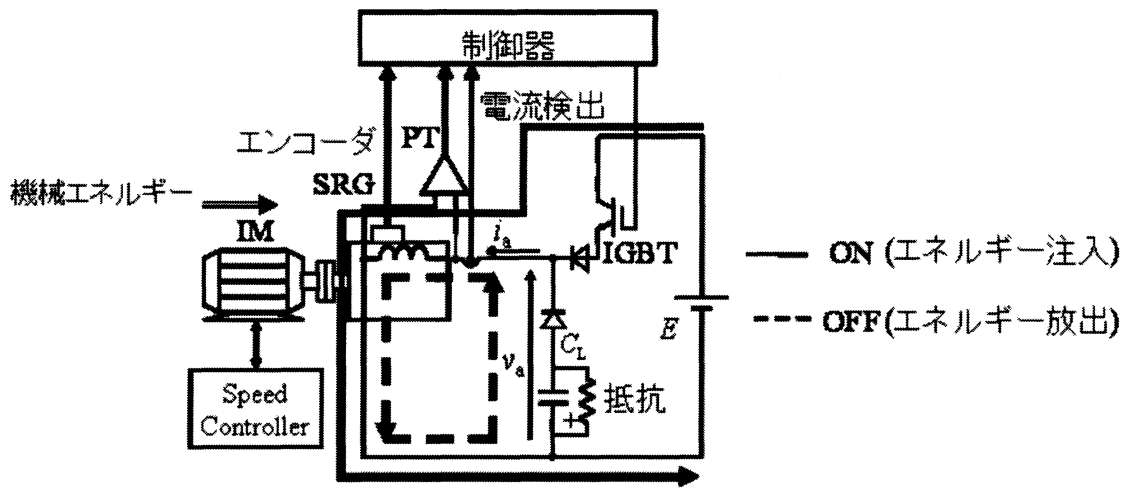 制御器
電流検出
エンコーダ
PT
SRG
機械エネルギー
IM
i_a
IGBT
ON (エネルギー注入)
E
OFF (エネルギー放出)
C_L
v_a
抵抗
+
Speed
Controller